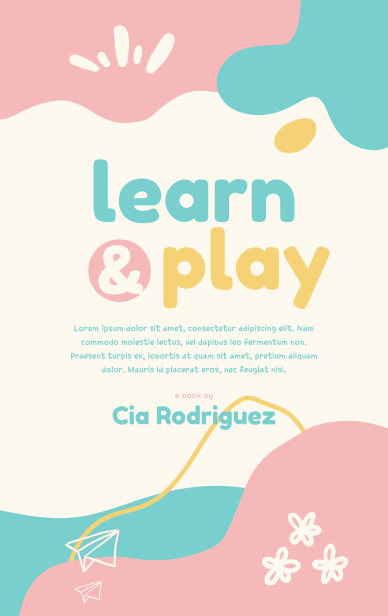 learn
& play
Lorem ipsum dolor sit amet, consectetur adipiscing elit. Nam
commodo molestie lectus, vel dapibus leo fermentum non.
Praesent turpis ex, lobortis at quam sit amet, pretium aliquam
dolor. Mauris id placerat eros, nec feugiat nisi.
a book by
Cia Rodriguez